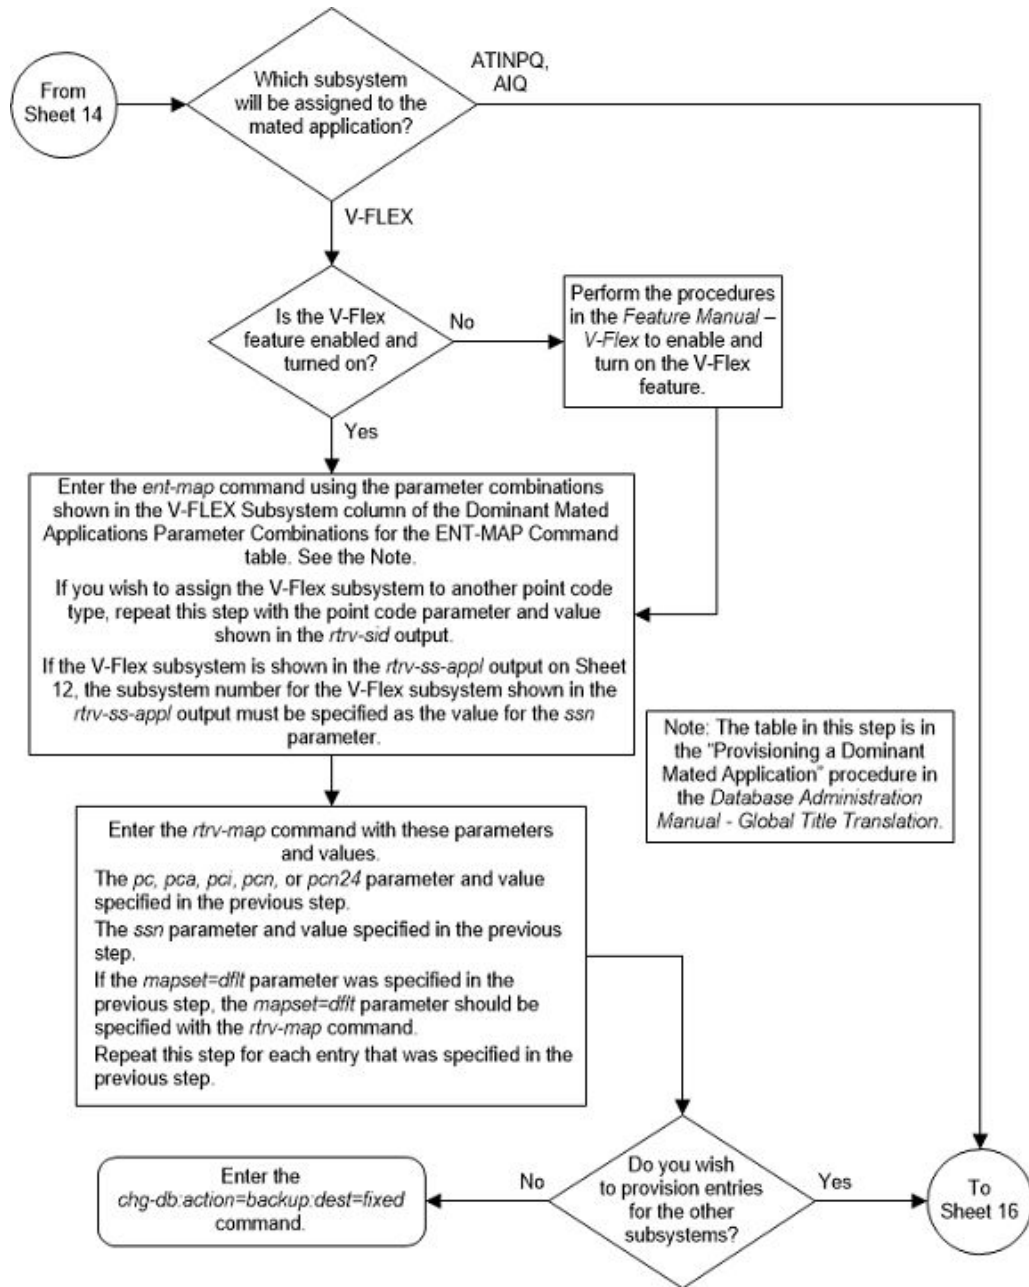 From
Sheet 14
Which subsystem
will be assigned to the
mated application?
ATINPQ,
AIQ
V-FLEX
Is the V-Flex
feature enabled and
turned on?
No
Perform the procedures
in the Feature Manual –
V-Flex to enable and
turn on the V-Flex
feature.
Yes
Enter the ent-map command using the parameter combinations
shown in the V-FLEX Subsystem column of the Dominant Mated
Applications Parameter Combinations for the ENT-MAP Command
table. See the Note.
If you wish to assign the V-Flex subsystem to another point code
type, repeat this step with the point code parameter and value
shown in the rtrv-sid output.
If the V-Flex subsystem is shown in the rtrv-ss-appl output on Sheet
12, the subsystem number for the V-Flex subsystem shown in the
rtrv-ss-appl output must be specified as the value for the ssn
parameter.
Note: The table in this step is in
the "Provisioning a Dominant
Mated Application" procedure in
the Database Administration
Manual - Global Title Translation.
Enter the rtrv-map command with these parameters
and values.
The pc, pca, pci, pcn, or pcn24 parameter and value
specified in the previous step.
The ssn parameter and value specified in the previous
step.
If the mapset=dflt parameter was specified in the
previous step, the mapset=dflt parameter should be
specified with the rtrv-map command.
Repeat this step for each entry that was specified in the
previous step.
Do you wish
to provision entries
for the other
subsystems?
No
Enter the
chg-db:action=backup:dest=fixed
command.
Yes
To
Sheet 16